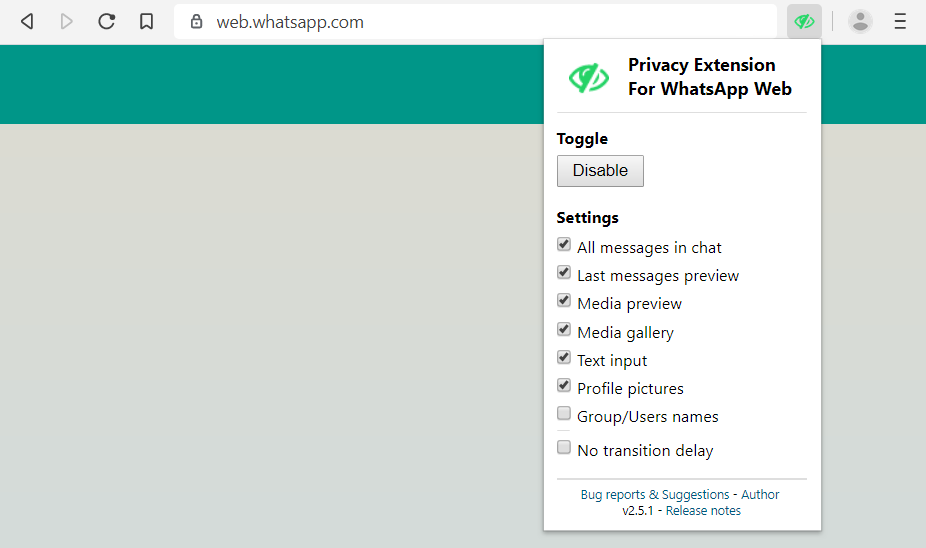 web.whatsapp.com
Privacy Extension
For WhatsApp Web
Toggle
Disable
Settings
All messages in chat
Last messages preview
Media preview
Media gallery
Text input
Profile pictures
Group/Users names
No transition delay
Bug reports & Suggestions - Author
v2.5.1 - Release notes